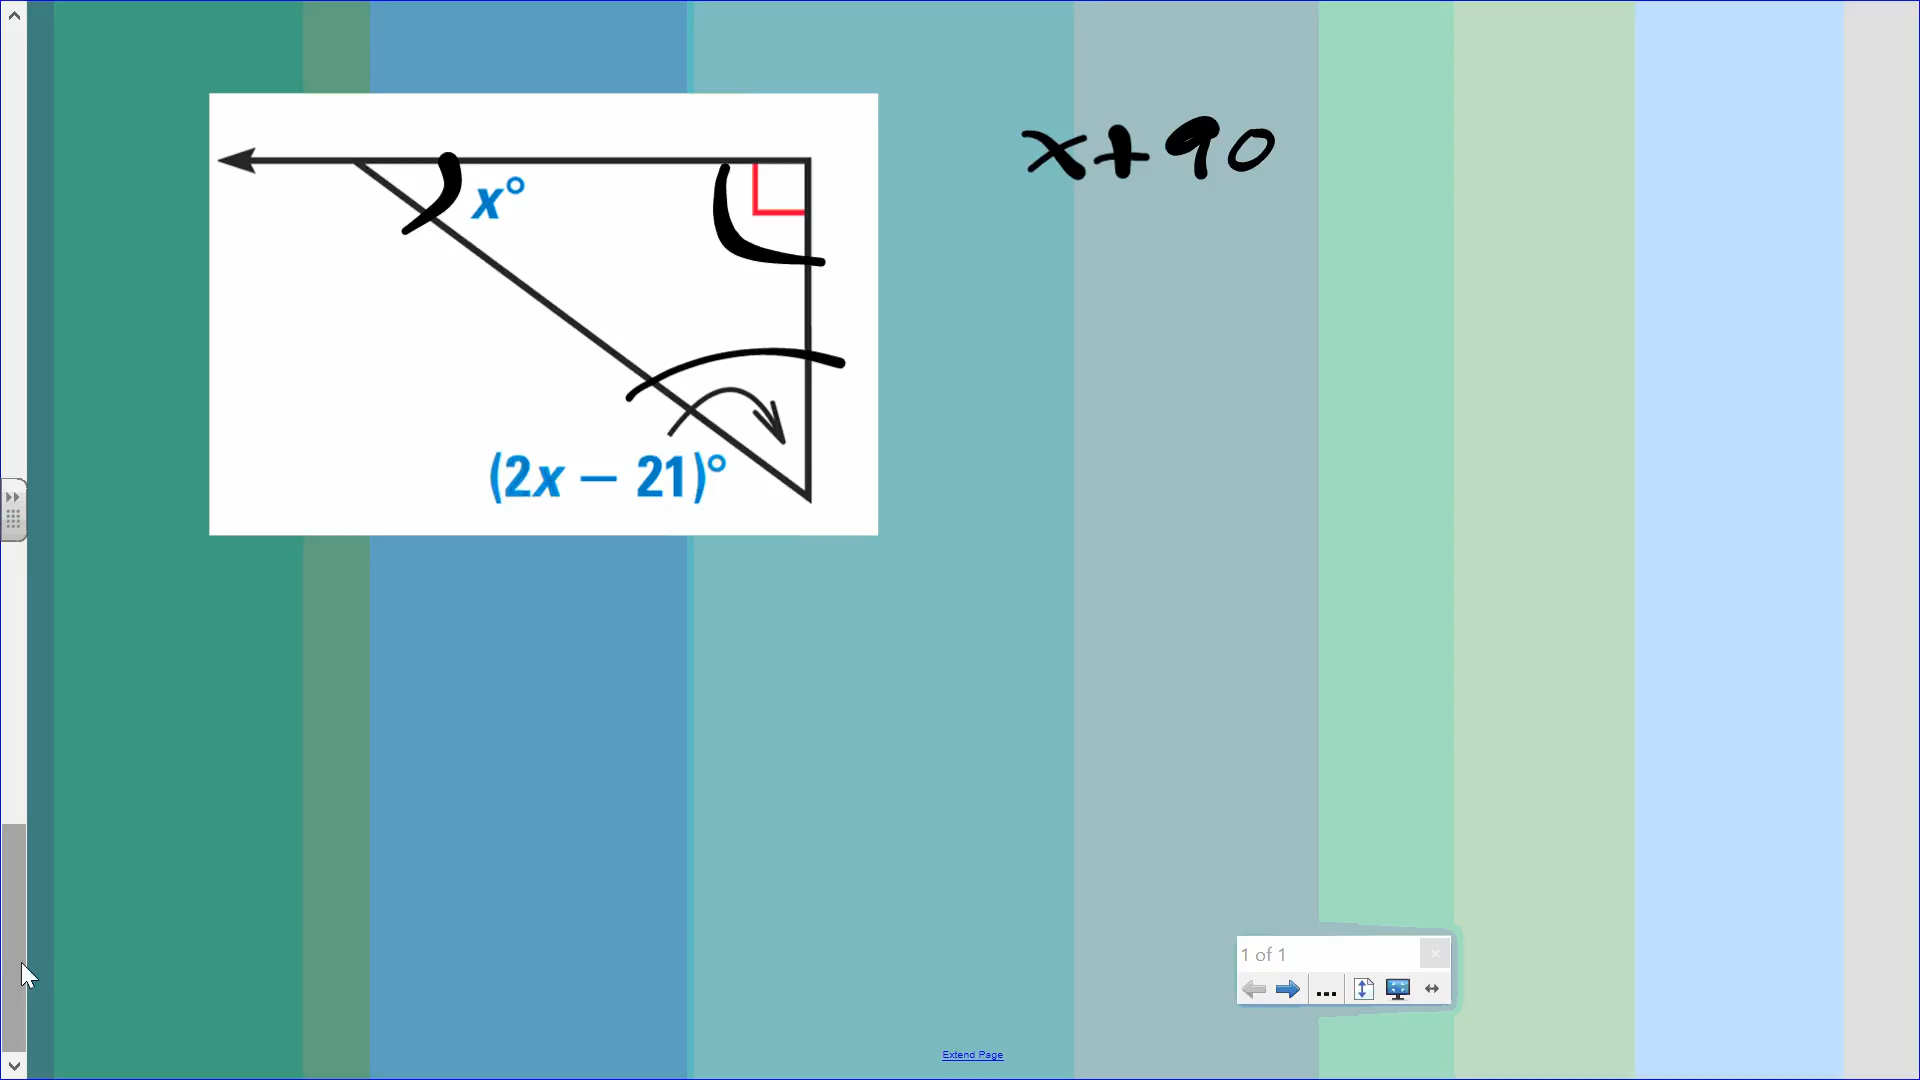 x+90
x°
(2x – 21)°
1 of 1
...
Extend Page